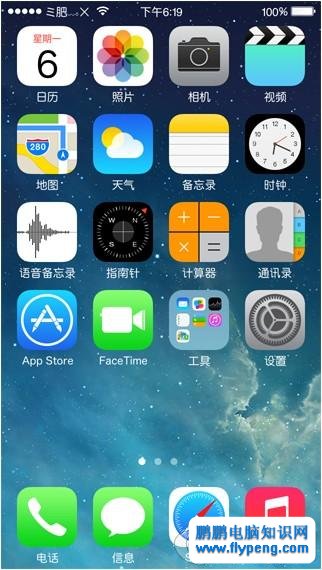 ミ肥 下午6:19 100%
星期一
6
日历 照片 相机 视频
280
地图 天气 备忘录 时钟
语音备忘录 指南针 计算器 通讯录
App Store FaceTime 工具 设置
电话 信息
鹏鹏电脑知识网
www.flypeng.com